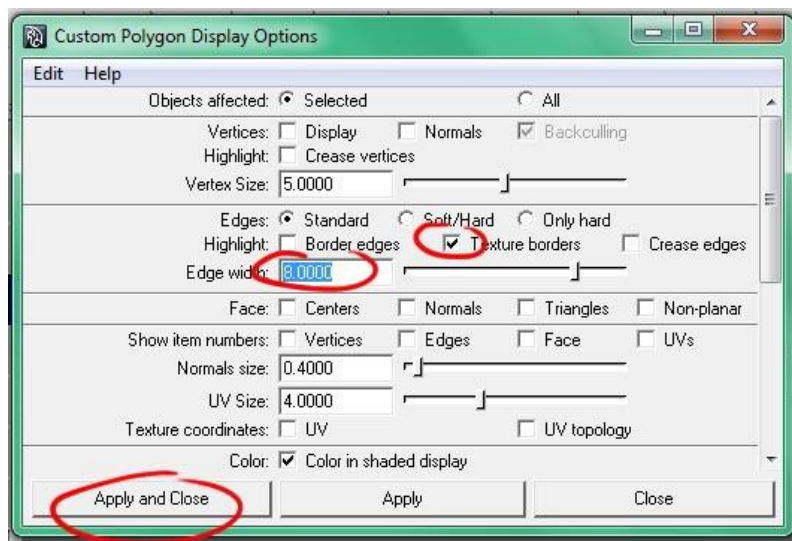 Custom Polygon Display Options
Edit Help
Objects affected: Selected All
Vertices: Display Normals Backculling
Highlight: Crease vertices
Vertex Size: 5.0000
Edges: Standard Soft/Hard Only hard
Highlight: Border edges Texture borders Crease edges
Edge width: 8.0000
Face: Centers Normals Triangles Non-planar
Show item numbers: Vertices Edges Face UVs
Normals size: 0.4000
UV Size: 4.0000
Texture coordinates: UV UV topology
Color: Color in shaded display
Apply and Close Apply Close